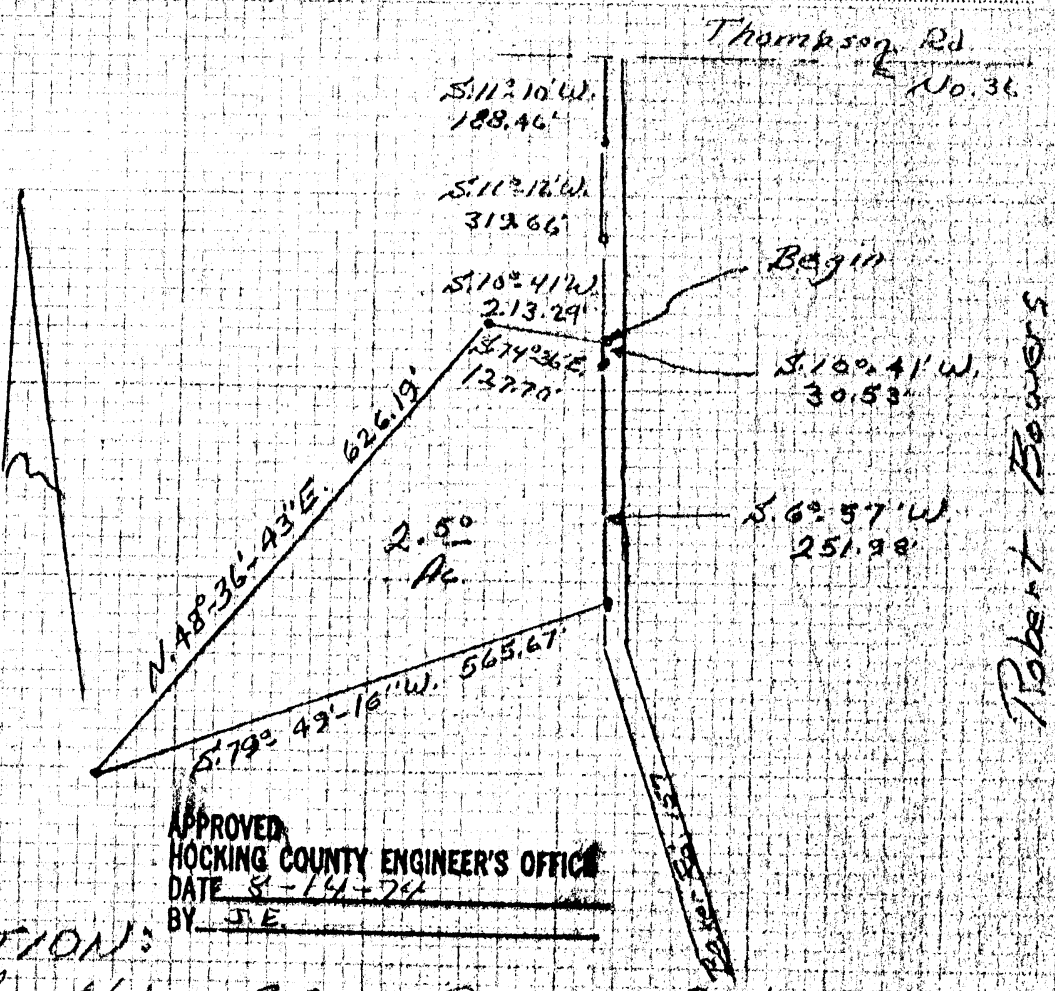 Thompson Rd
No. 36
S. 11° 10' W.
188.46'
S. 11°-12' W.
319.66'
Begin
S. 10°-41' W.
213.29'
S. 74°36' E.
127.70'
S. 10°-41' W.
30.53'
N. 48°-36'-43" E. 626.19'
Robert Bowers
2.50
Ac.
S. 6°-57' W
251.98'
S. 79° 49'-16" W. 565.67'
APPROVED
HOCKING COUNTY ENGINEER'S OFFICE
DATE 8-14-74
BY J.E.
TION: